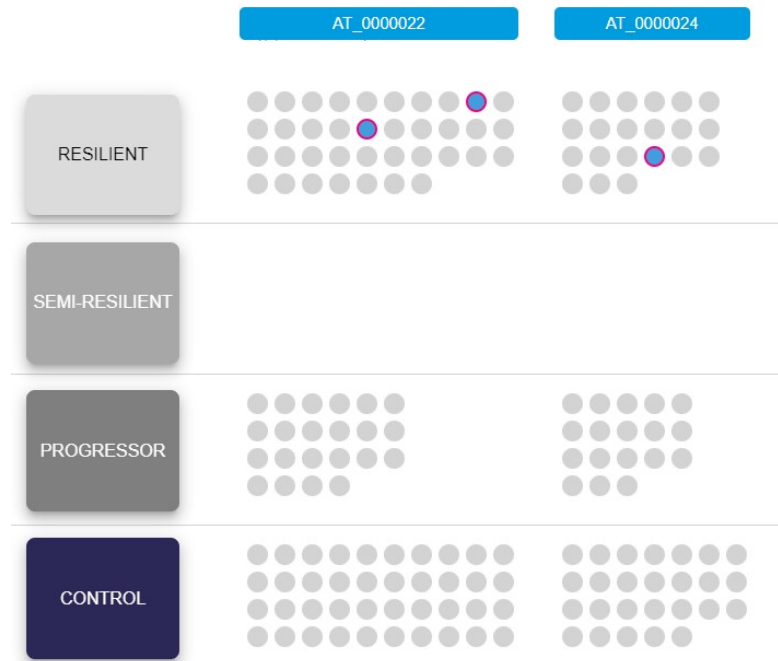 AT_0000022
AT_0000024
RESILIENT
SEMI-RESILIENT
PROGRESSOR
CONTROL